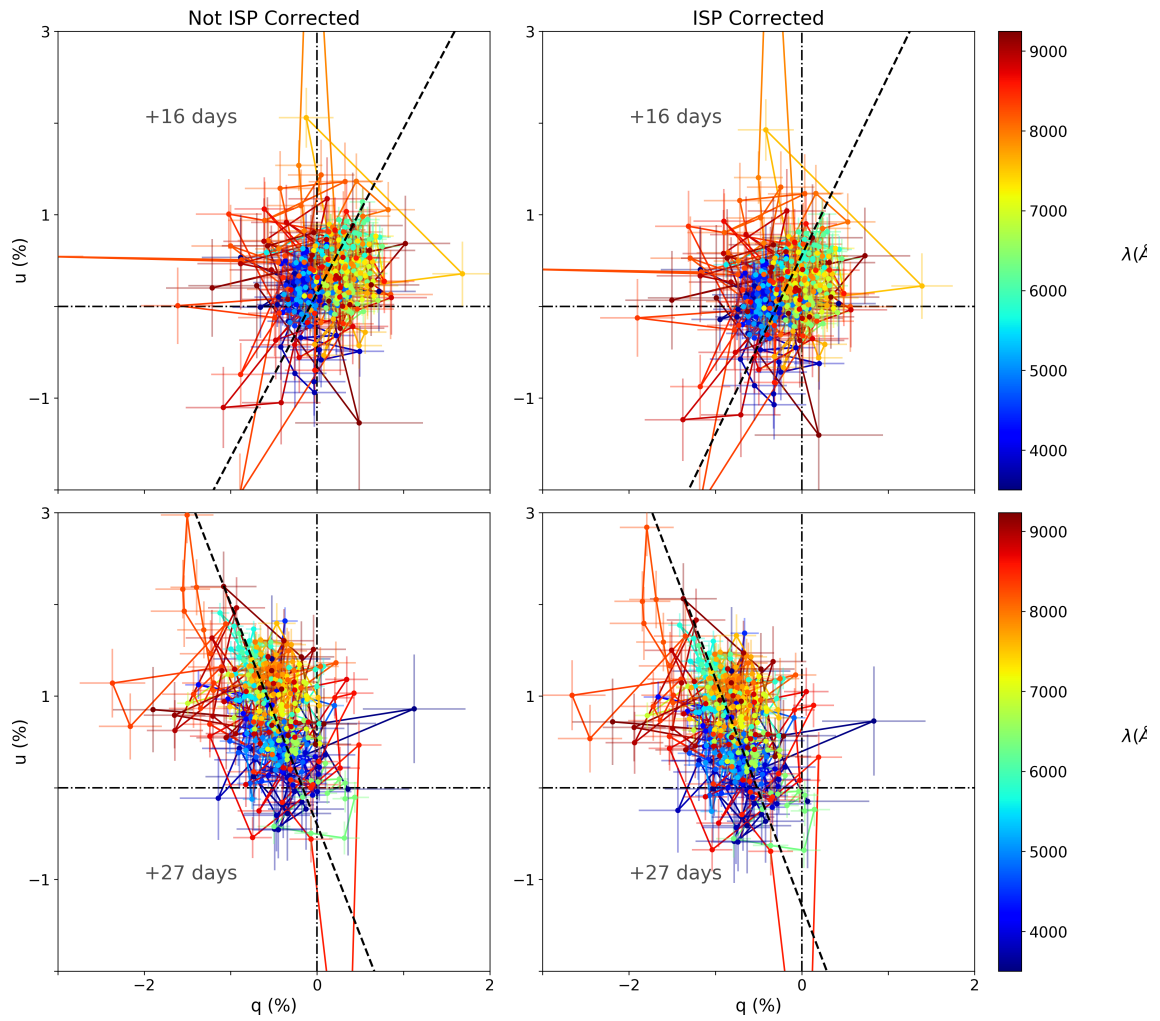 Not ISP Corrected
ISP Corrected
3
1
−1
u (%)
+16 days
+16 days
3
1
−1
9000
8000
7000
6000
5000
4000
λ(Å
3
1
−1
u (%)
+27 days
−2
0
2
q (%)
3
1
−1
+27 days
−2
0
2
q (%)
9000
8000
7000
6000
5000
4000
λ(Å